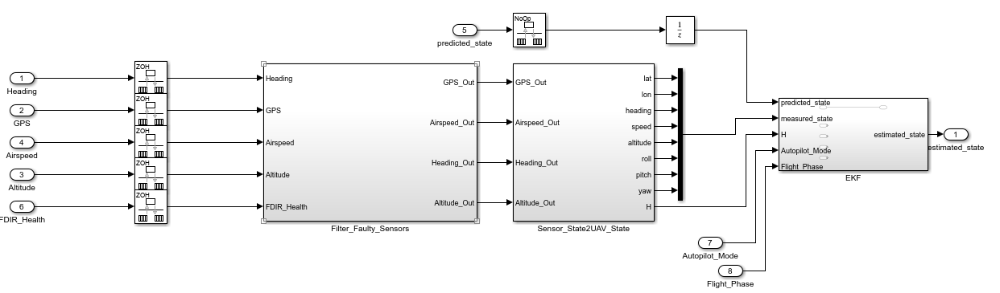 5
predicted_state
NoOp
1
z
1
Heading
2
GPS
4
Airspeed
3
Altitude
6
FDIR_Health
ZOH
ZOH
ZOH
ZOH
ZOH
Heading
GPS
Airspeed
Altitude
FDIR_Health
GPS_Out
Airspeed_Out
Heading_Out
Altitude_Out
Filter_Faulty_Sensors
GPS_Out
Airspeed_Out
Heading_Out
Altitude_Out
lat
lon
heading
speed
altitude
roll
pitch
yaw
H
Sensor_State2UAV_State
predicted_state
measured_state
H
Autopilot_Mode
Flight_Phase
estimated_state
EKF
1
estimated_state
7
Autopilot_Mode
8
Flight_Phase